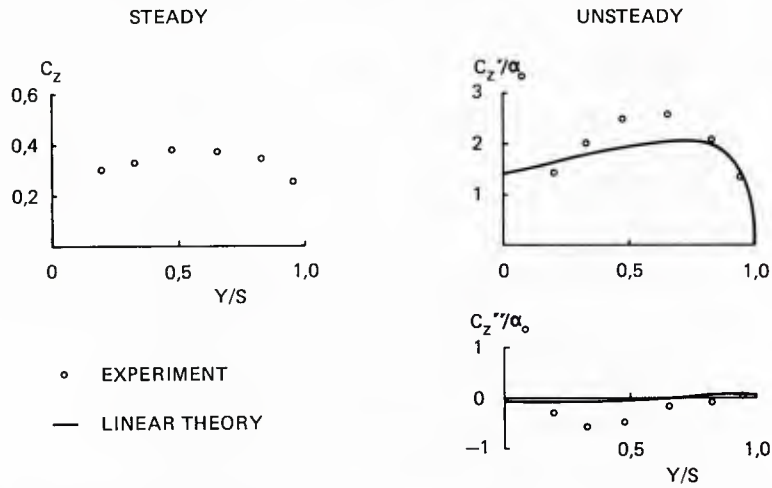 STEADY
C_Z
0,6
0,4
0,2
0
0,5
1,0
Y/S
UNSTEADY
C_Z'/α_o
3
2
1
0
0,5
1,0
C_Z''/α_o
1
0
-1
0,5
1,0
Y/S
o EXPERIMENT
— LINEAR THEORY